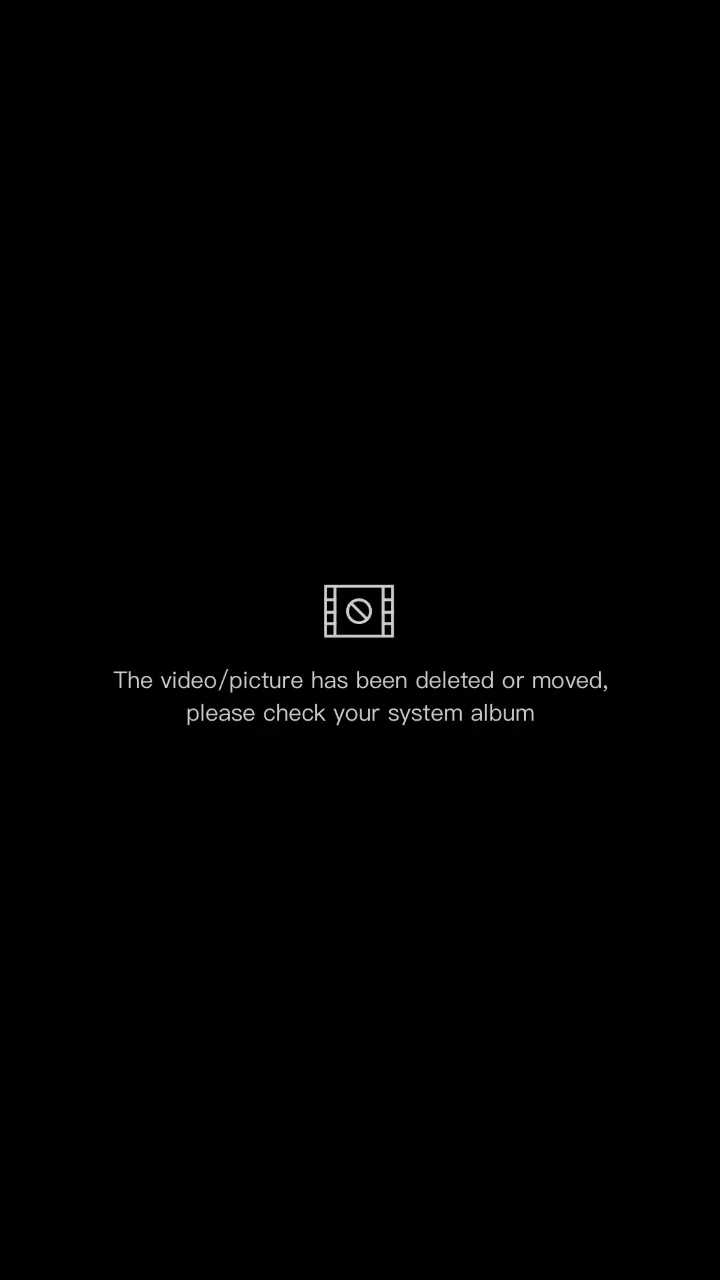 The video/picture has been deleted or moved,
please check your system album